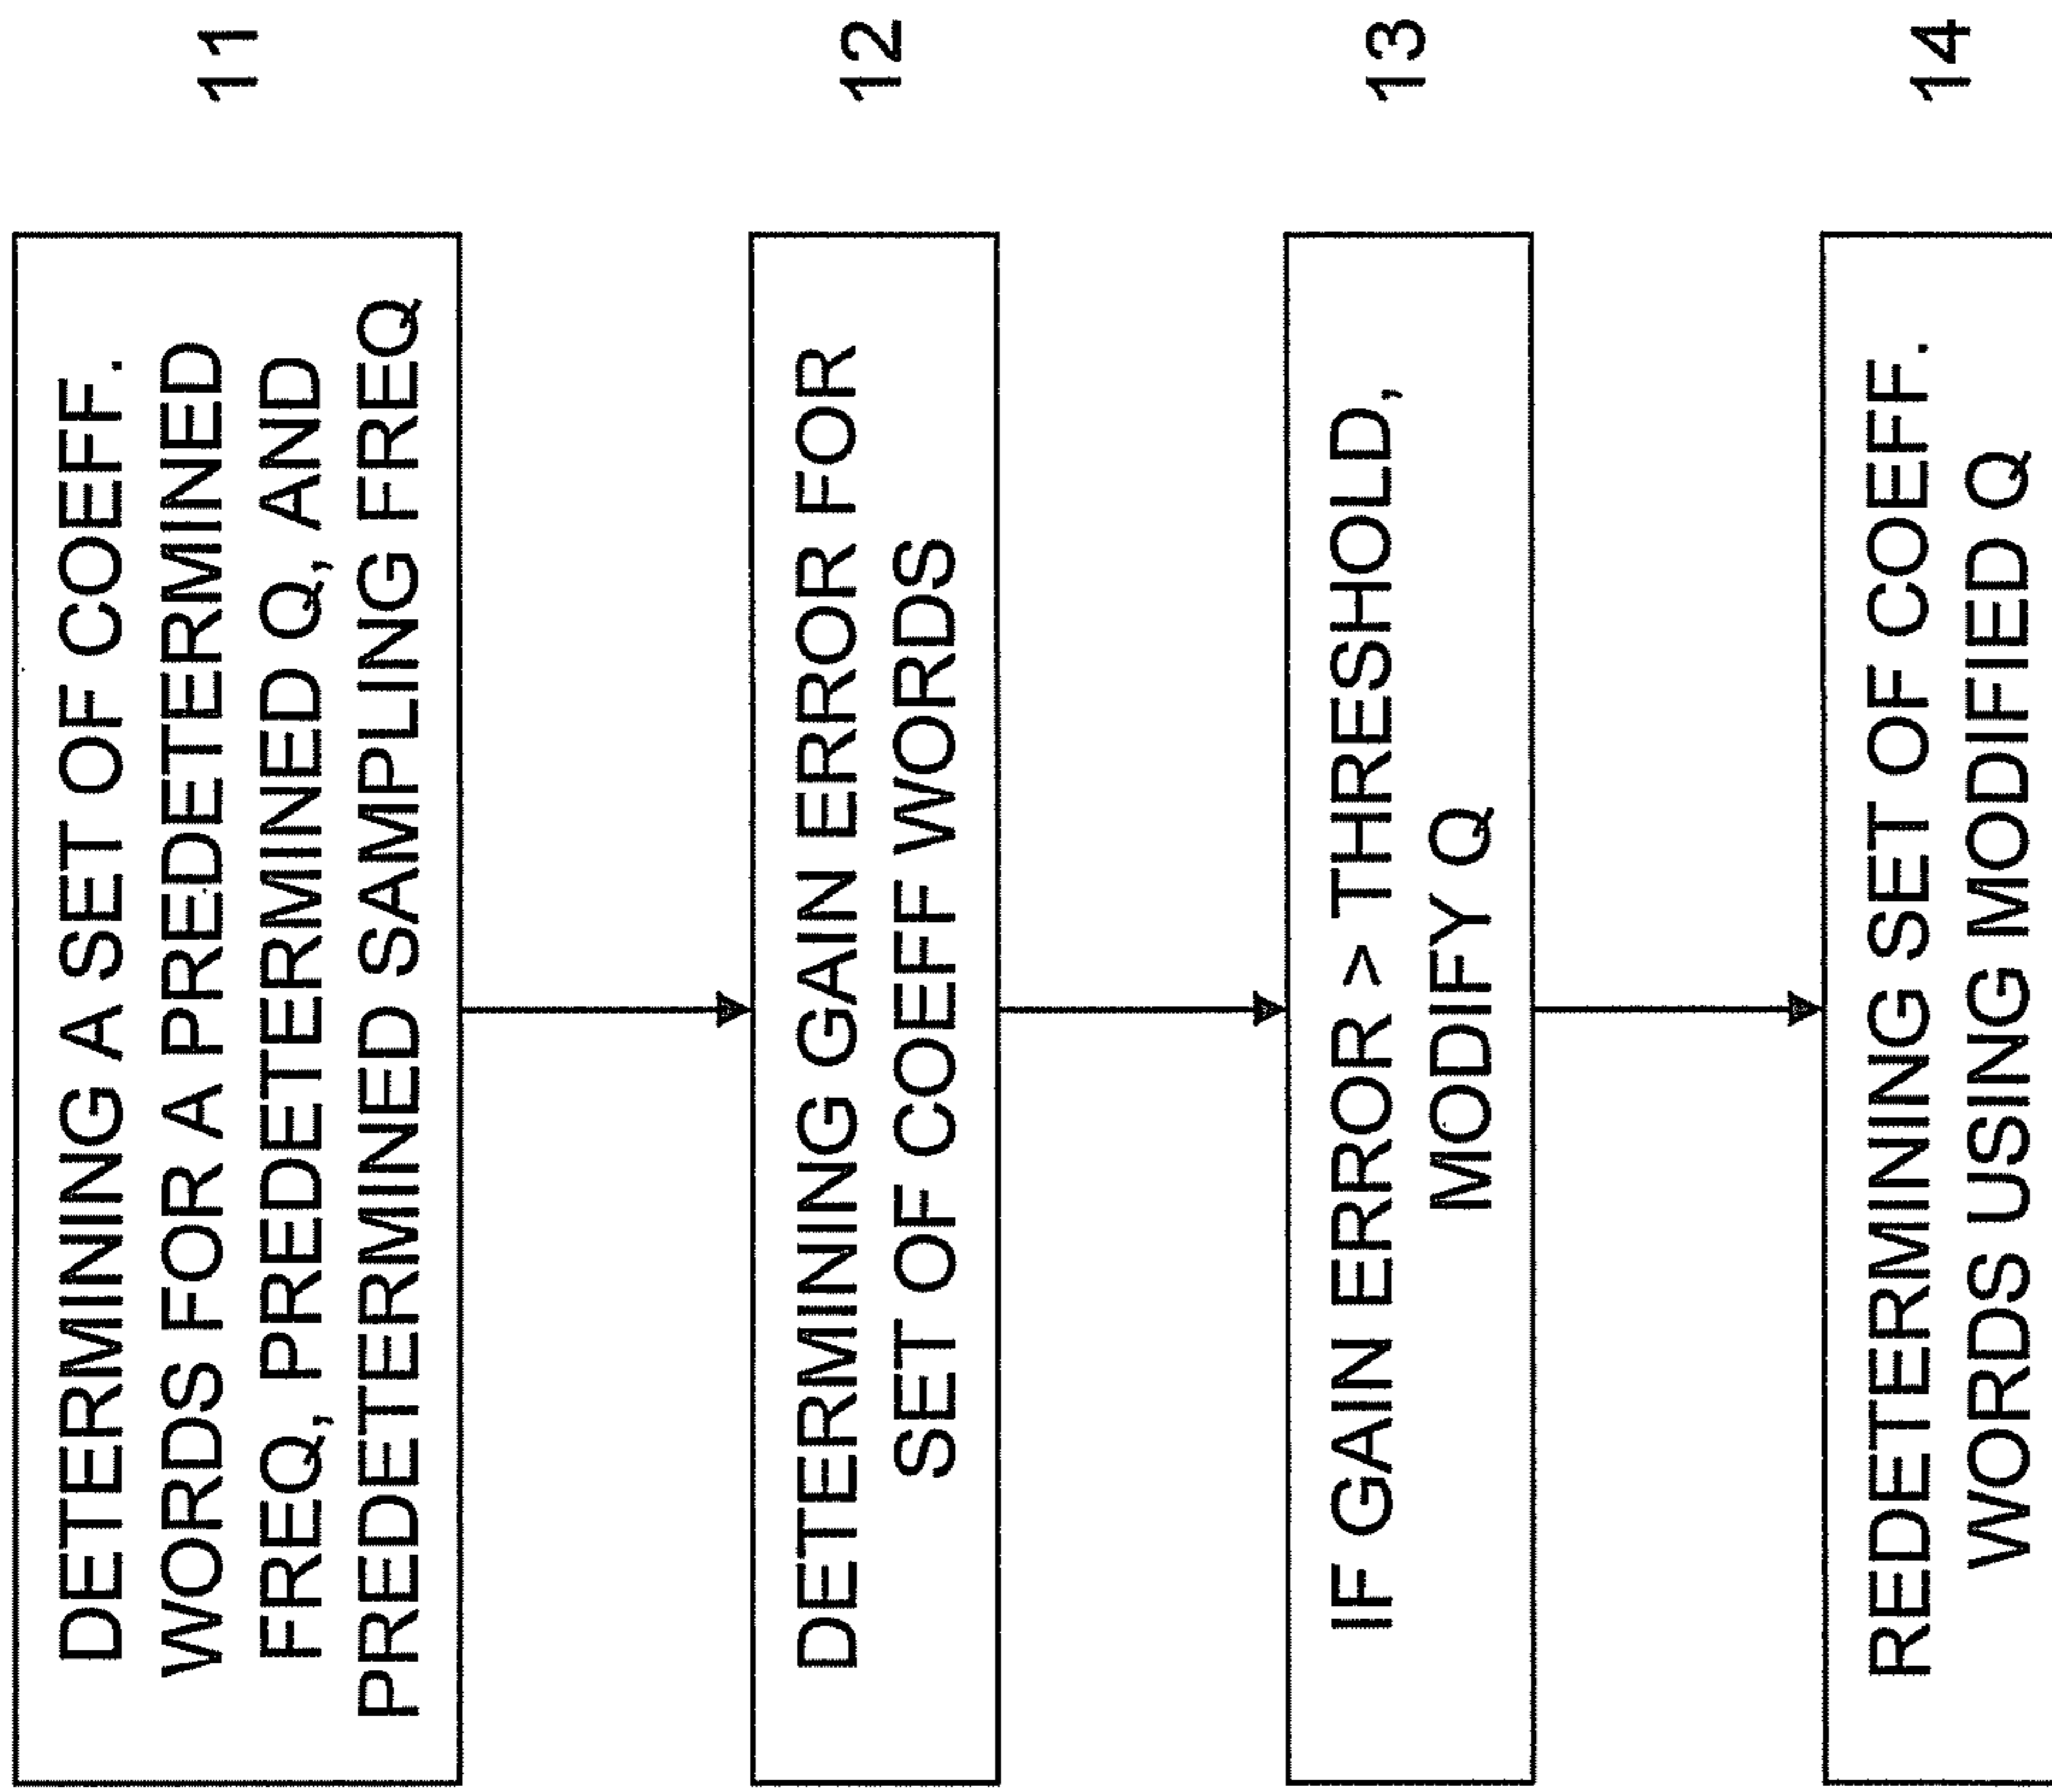 DETERMINING A SET OF COEFF.
WORDS FOR A PREDETERMINED
FREQ, PREDETERMINED Q, AND
PREDETERMINED SAMPLING FREQ
11
DETERMINING GAIN ERROR FOR
SET OF COEFF WORDS
12
IF GAIN ERROR > THRESHOLD,
MODIFY Q
13
REDETERMINING SET OF COEFF.
WORDS USING MODIFIED Q
14